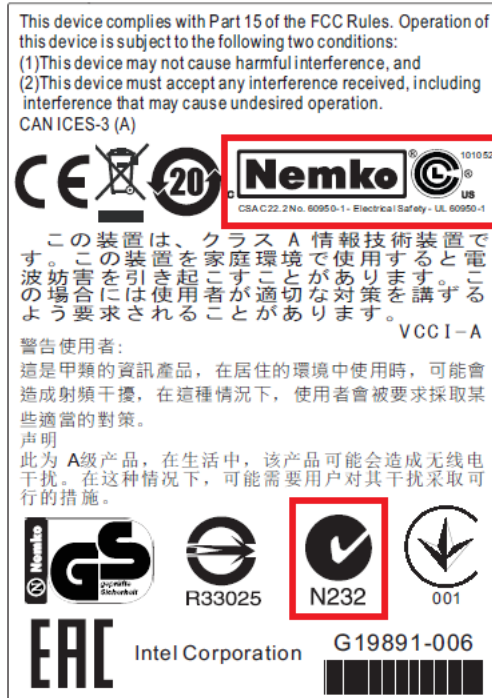 This device complies with Part 15 of the FCC Rules. Operation of
this device is subject to the following two conditions:
(1)This device may not cause harmful interference, and
(2)This device must accept any interference received, including
interference that may cause undesired operation.
CAN ICES-3 (A)
CE 20 C Nemko ® 101052
® US
CSA C22.2 No. 60950-1 - Electrical Safety - UL 60950-1
この装置は、クラス A 情報技術装置で
す。この装置を家庭環境で使用すると電
波妨害を引き起こすことがあります。こ
の場合には使用者が適切な対策を講ずる
よう要求されることがあります。
VCCI-A
警告使用者:
這是甲類的資訊產品，在居住的環境中使用時，可能會
造成射頻干擾，在這種情況下，使用者會被要求採取某
些適當的對策。
声明
此为 A级产品，在生活中，该产品可能会造成无线电
干扰。在这种情况下，可能需要用户对其干扰采取可
行的措施。
Nemko GS geprüfte Sicherheit
R33025 N232 001
EAC Intel Corporation G19891-006